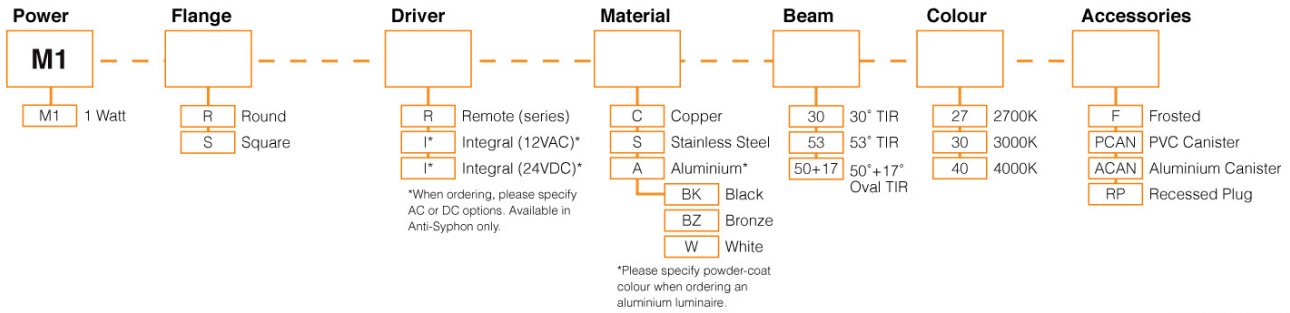 Power
M1
M1 1 Watt
Flange
R Round
S Square
Driver
R Remote (series)
I* Integral (12VAC)*
I* Integral (24VDC)*
*When ordering, please specify
AC or DC options. Available in
Anti-Syphon only.
Material
C Copper
S Stainless Steel
A Aluminium*
BK Black
BZ Bronze
W White
*Please specify powder-coat
colour when ordering an
aluminium luminaire.
Beam
30 30° TIR
53 53° TIR
50+17 50°+17°
Oval TIR
Colour
27 2700K
30 3000K
40 4000K
Accessories
F Frosted
PCAN PVC Canister
ACAN Aluminium Canister
RP Recessed Plug